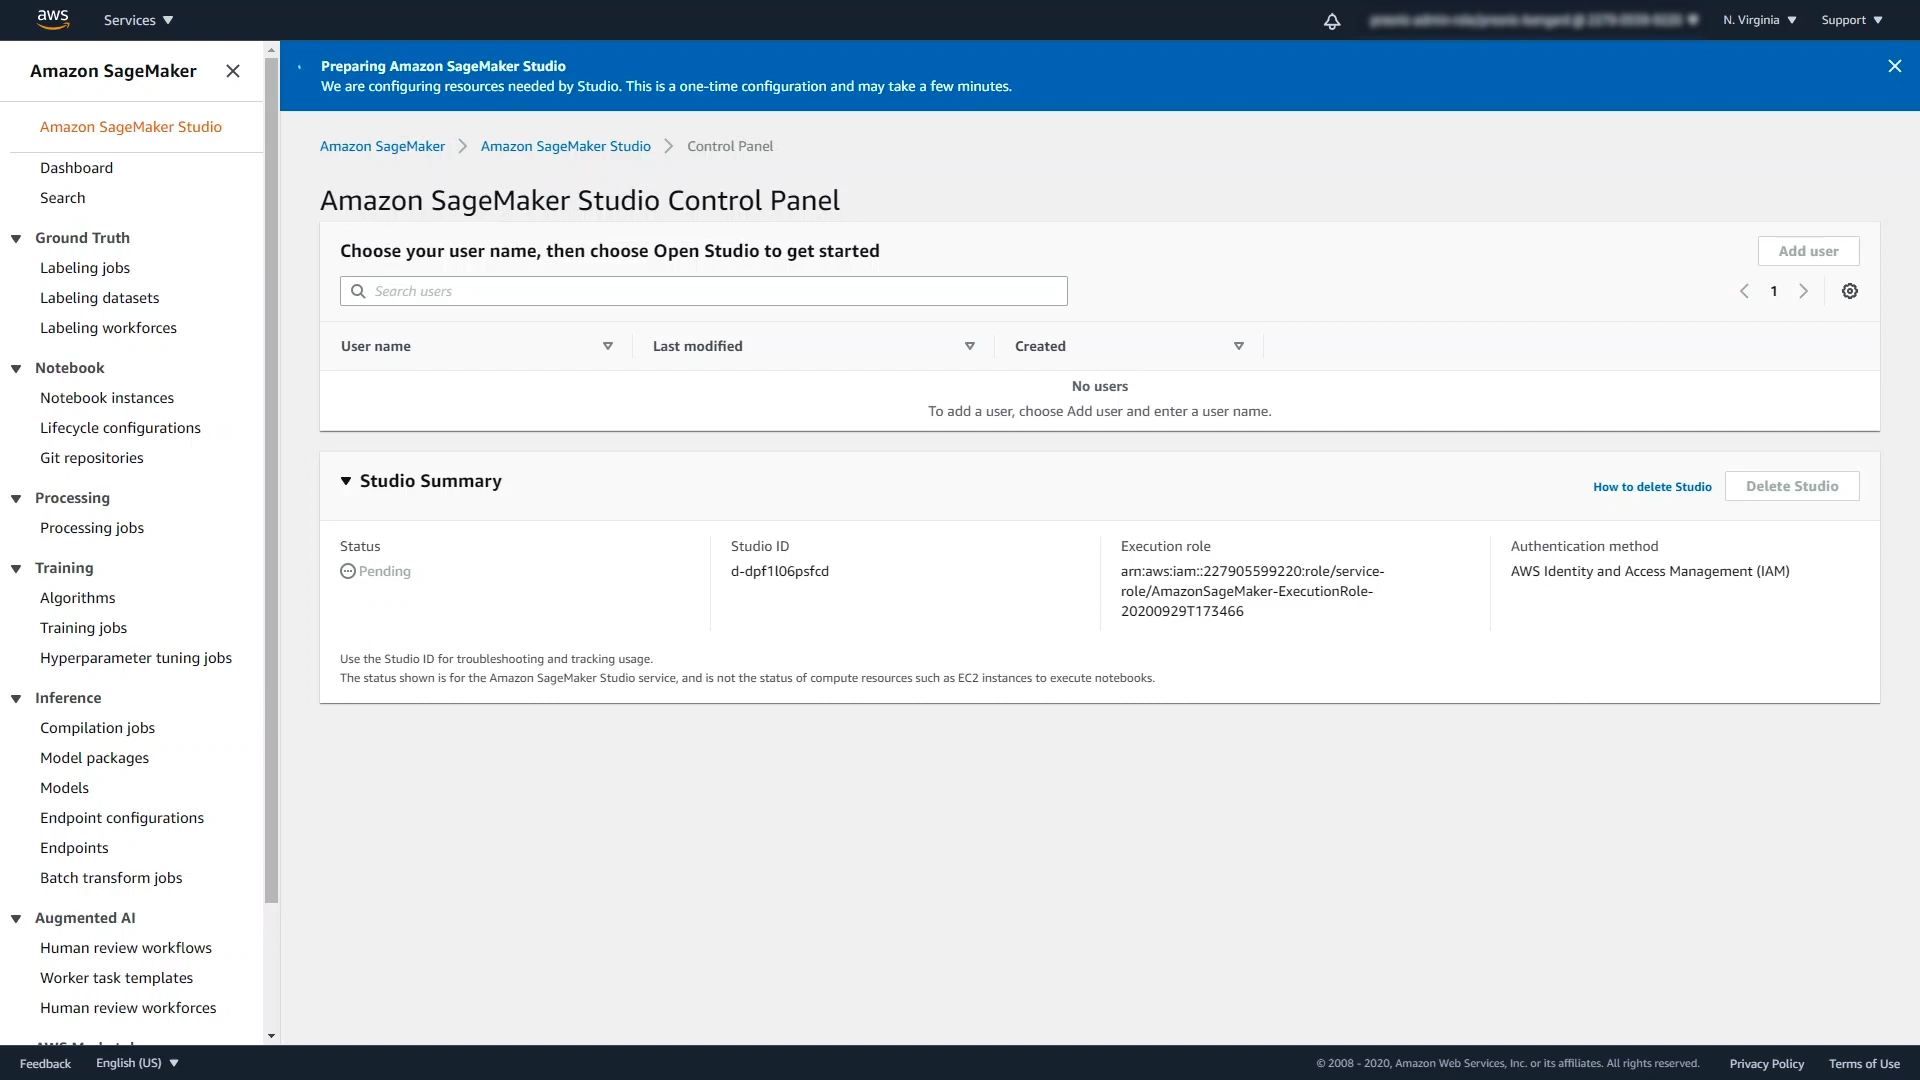 aws
Services
N. Virginia
Support
Amazon SageMaker
Amazon SageMaker Studio
Dashboard
Search
Ground Truth
Labeling jobs
Labeling datasets
Labeling workforces
Notebook
Notebook instances
Lifecycle configurations
Git repositories
Processing
Processing jobs
Training
Algorithms
Training jobs
Hyperparameter tuning jobs
Inference
Compilation jobs
Model packages
Models
Endpoint configurations
Endpoints
Batch transform jobs
Augmented AI
Human review workflows
Worker task templates
Human review workforces
Preparing Amazon SageMaker Studio
We are configuring resources needed by Studio. This is a one-time configuration and may take a few minutes.
Amazon SageMaker Amazon SageMaker Studio Control Panel
Amazon SageMaker Studio Control Panel
Choose your user name, then choose Open Studio to get started
Add user
Search users
1
User name Last modified Created
No users
To add a user, choose Add user and enter a user name.
Studio Summary
How to delete Studio
Delete Studio
Status
Pending
Studio ID
d-dpf1l06psfcd
Execution role
arn:aws:iam::227905599220:role/service-
role/AmazonSageMaker-ExecutionRole-
20200929T173466
Authentication method
AWS Identity and Access Management (IAM)
Use the Studio ID for troubleshooting and tracking usage.
The status shown is for the Amazon SageMaker Studio service, and is not the status of compute resources such as EC2 instances to execute notebooks.
Feedback
English (US)
© 2008 - 2020, Amazon Web Services, Inc. or its affiliates. All rights reserved.
Privacy Policy
Terms of Use